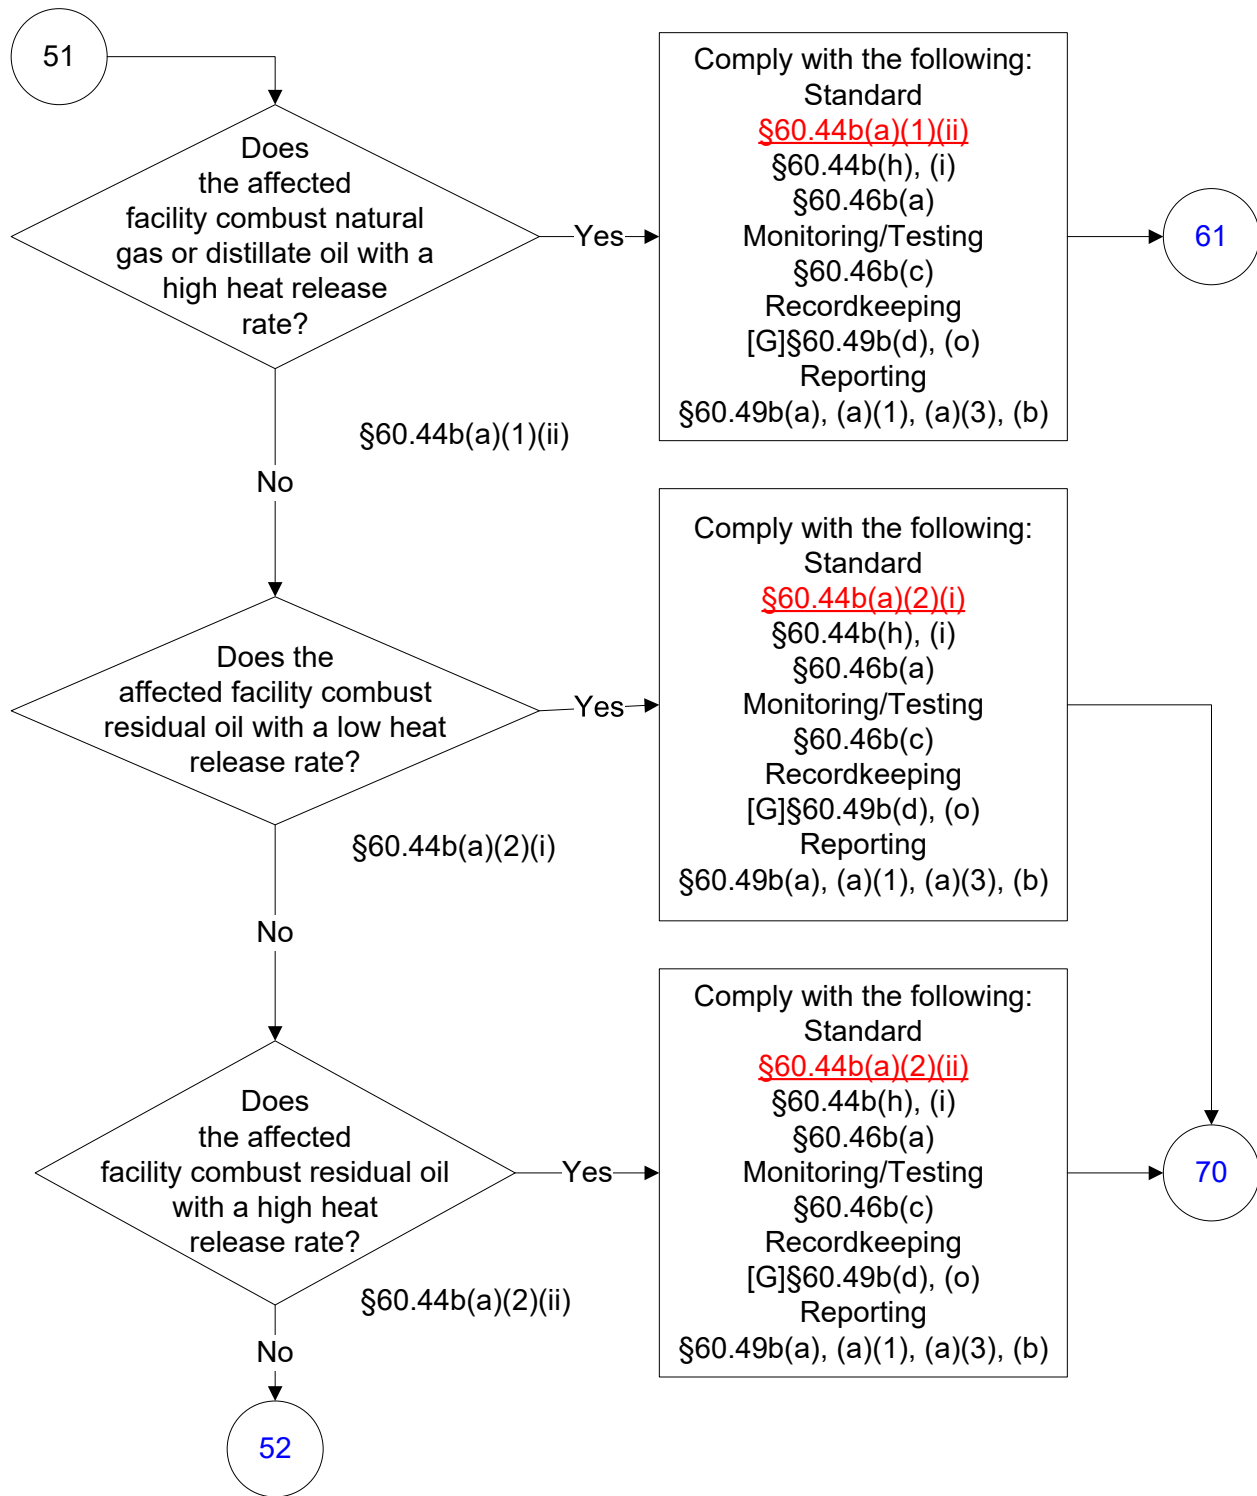 51
Does
the affected
facility combust natural
gas or distillate oil with a
high heat release
rate?
Yes
Comply with the following:
Standard
§60.44b(a)(1)(ii)
§60.44b(h), (i)
§60.46b(a)
Monitoring/Testing
§60.46b(c)
Recordkeeping
[G]§60.49b(d), (o)
Reporting
§60.49b(a), (a)(1), (a)(3), (b)
61
§60.44b(a)(1)(ii)
No
Does the
affected facility combust
residual oil with a low heat
release rate?
Yes
Comply with the following:
Standard
§60.44b(a)(2)(i)
§60.44b(h), (i)
§60.46b(a)
Monitoring/Testing
§60.46b(c)
Recordkeeping
[G]§60.49b(d), (o)
Reporting
§60.49b(a), (a)(1), (a)(3), (b)
§60.44b(a)(2)(i)
No
Does
the affected
facility combust residual oil
with a high heat
release rate?
Yes
Comply with the following:
Standard
§60.44b(a)(2)(ii)
§60.44b(h), (i)
§60.46b(a)
Monitoring/Testing
§60.46b(c)
Recordkeeping
[G]§60.49b(d), (o)
Reporting
§60.49b(a), (a)(1), (a)(3), (b)
70
§60.44b(a)(2)(ii)
No
52